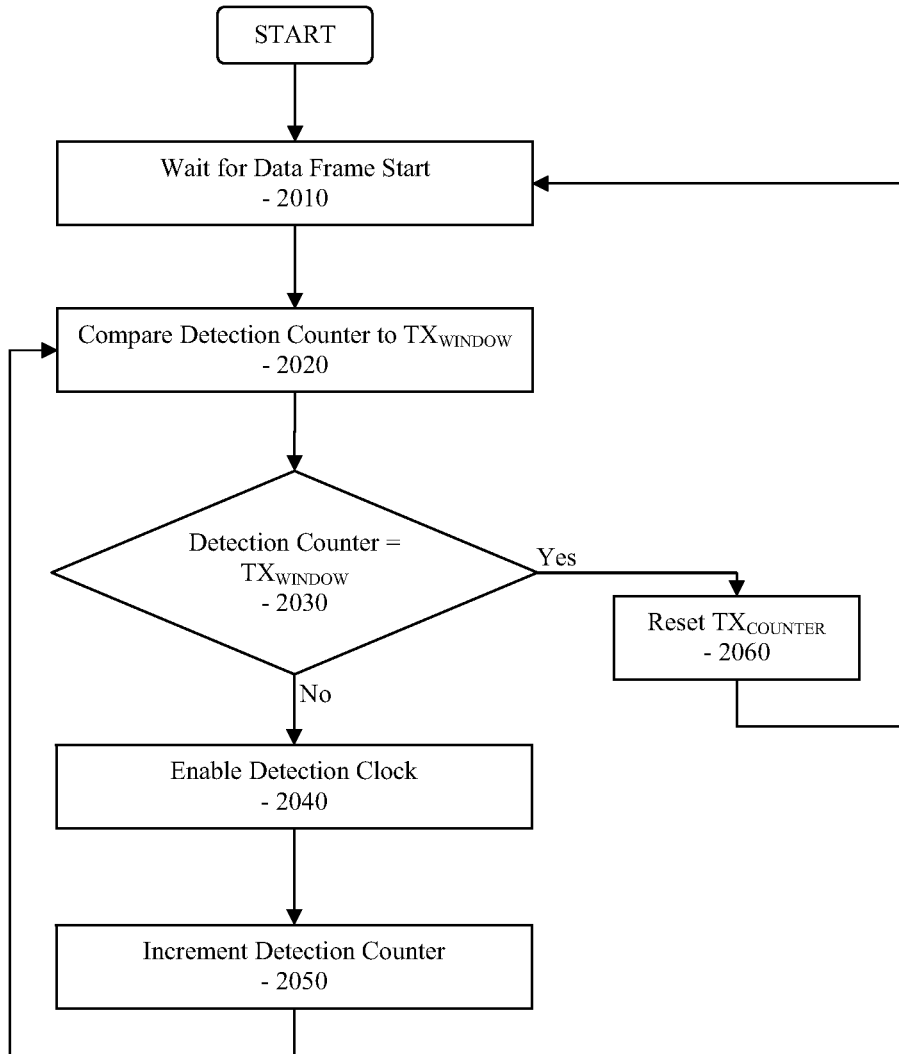 START
Wait for Data Frame Start
- 2010
Compare Detection Counter to TXWINDOW
- 2020
Detection Counter =
TXWINDOW
- 2030
Yes
Reset TXCOUNTER
- 2060
No
Enable Detection Clock
- 2040
Increment Detection Counter
- 2050